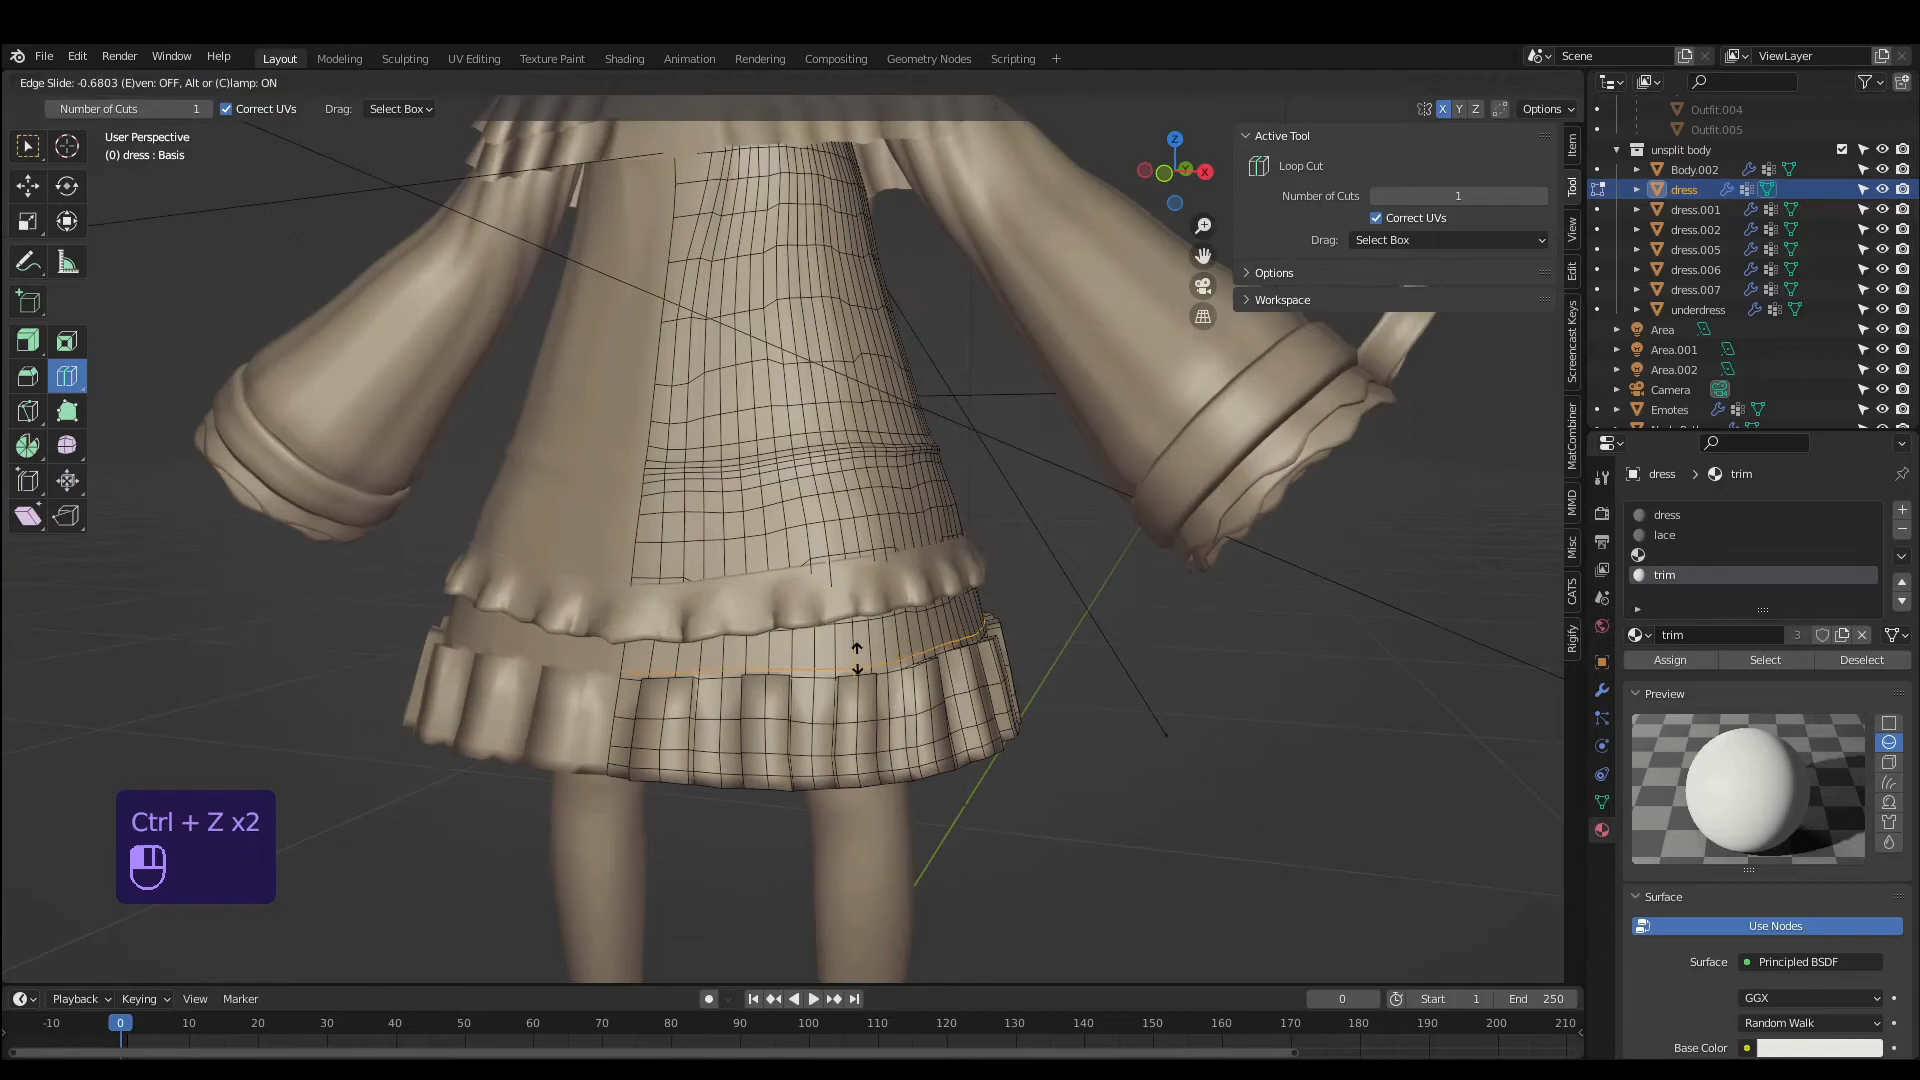 File Edit Render Window Help Layout Modeling Sculpting UV Editing Texture Paint Shading Animation Rendering Compositing Geometry Nodes Scripting + Scene ViewLayer
Edge Slide: -0.6803 (E)ven: OFF, Alt or (C)lamp: ON
Number of Cuts 1 Correct UVs Drag: Select Box X Y Z Options
User Perspective
(0) dress : Basis
Z
X
Y
Active Tool
Loop Cut
Number of Cuts 1
Correct UVs
Drag: Select Box
Options
Workspace
Item
Tool
View
Edit
Screencast Keys
MatCombiner
MMD
Misc
CATS
Rigify
Outfit.004
Outfit.005
unsplit body
Body.002
dress
dress.001
dress.002
dress.005
dress.006
dress.007
underdress
Area
Area.001
Area.002
Camera
Emotes
dress > trim
dress
lace
trim
trim 3
Assign Select Deselect
Preview
Surface
Use Nodes
Surface Principled BSDF
GGX
Random Walk
Base Color
Ctrl + Z x2
Playback Keying View Marker 0 Start 1 End 250
-10 0 10 20 30 40 50 60 70 80 90 100 110 120 130 140 150 160 170 180 190 200 210